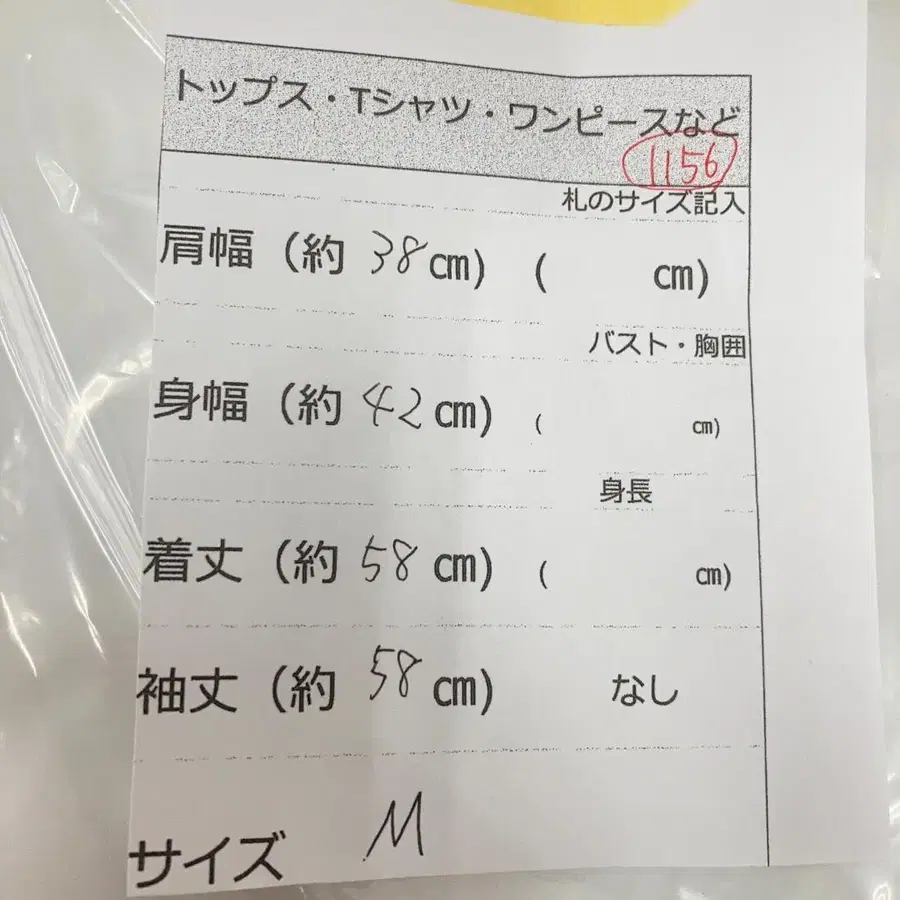 トップス・Tシャツ・ワンピースなど
1156
札のサイズ記入
肩幅（約 38 cm） （ cm）
バスト・胸囲
身幅（約 42 cm） （ cm）
身長
着丈（約 58 cm） （ cm）
袖丈（約 58 cm） なし
サイズ M